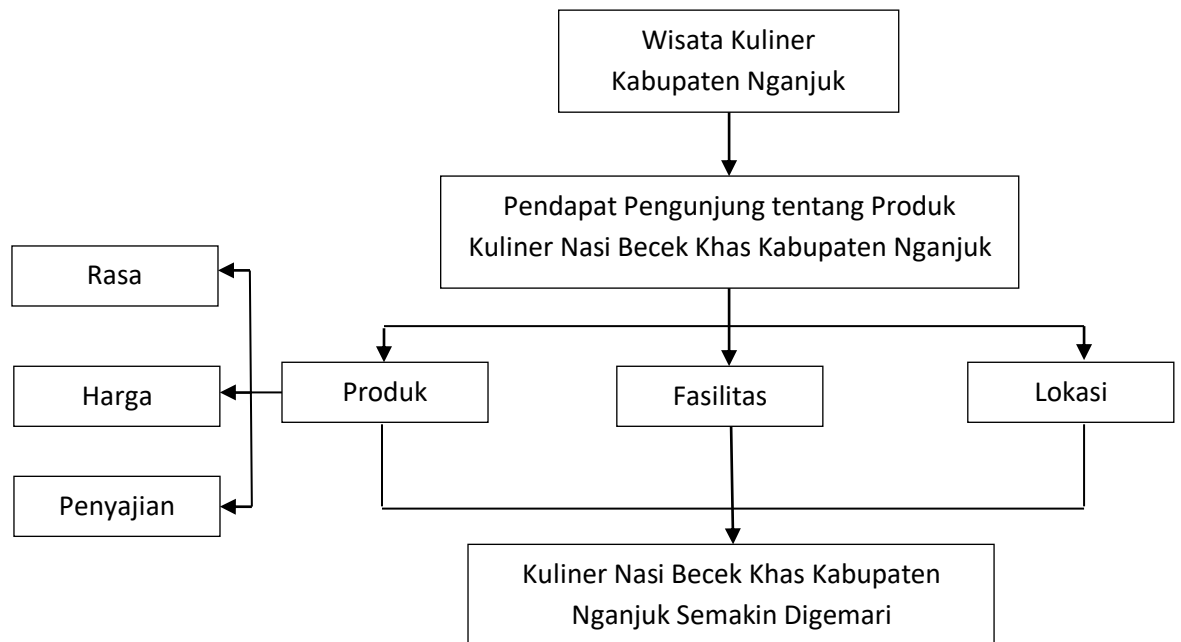 Wisata Kuliner
Kabupaten Nganjuk
Pendapat Pengunjung tentang Produk
Kuliner Nasi Becek Khas Kabupaten Nganjuk
Rasa
Harga
Penyajian
Produk
Fasilitas
Lokasi
Kuliner Nasi Becek Khas Kabupaten
Nganjuk Semakin Digemari